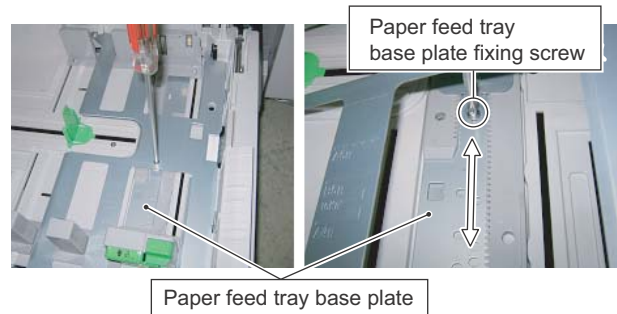 Paper feed tray
base plate fixing screw
Paper feed tray base plate